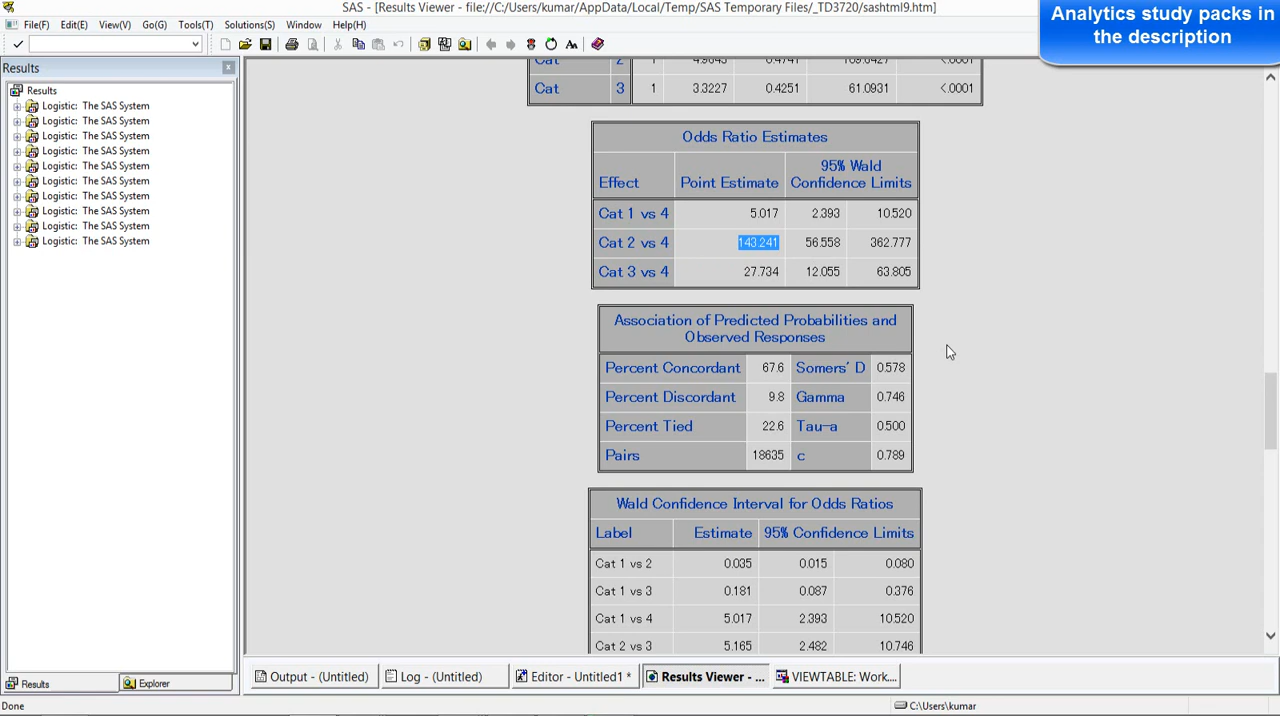 SAS - [Results Viewer - file://C:/Users/kumar/AppData/Local/Temp/SAS Temporary Files/_TD3720/sashtml9.htm]
Analytics study packs in
the description
File(F) Edit(E) View(V) Go(G) Tools(T) Solutions(S) Window Help(H)
Results
Results
Logistic: The SAS System
Logistic: The SAS System
Logistic: The SAS System
Logistic: The SAS System
Logistic: The SAS System
Logistic: The SAS System
Logistic: The SAS System
Logistic: The SAS System
Logistic: The SAS System
Logistic: The SAS System
Cat 2 1
Cat 3 1 3.3227 0.4251 61.0931 <.0001
Odds Ratio Estimates
Effect Point Estimate 95% Wald
Confidence Limits
Cat 1 vs 4 5.017 2.393 10.520
Cat 2 vs 4 143.241 56.558 362.777
Cat 3 vs 4 27.734 12.055 63.805
Association of Predicted Probabilities and
Observed Responses
Percent Concordant 67.6 Somers' D 0.578
Percent Discordant 9.8 Gamma 0.746
Percent Tied 22.6 Tau-a 0.500
Pairs 18635 c 0.789
Wald Confidence Interval for Odds Ratios
Label Estimate 95% Confidence Limits
Cat 1 vs 2 0.035 0.015 0.080
Cat 1 vs 3 0.181 0.087 0.376
Cat 1 vs 4 5.017 2.393 10.520
Cat 2 vs 3 5.165 2.482 10.746
Results Explorer
Output - (Untitled) Log - (Untitled) Editor - Untitled1 * Results Viewer - ... VIEWTABLE: Work....
Done C:\Users\kumar